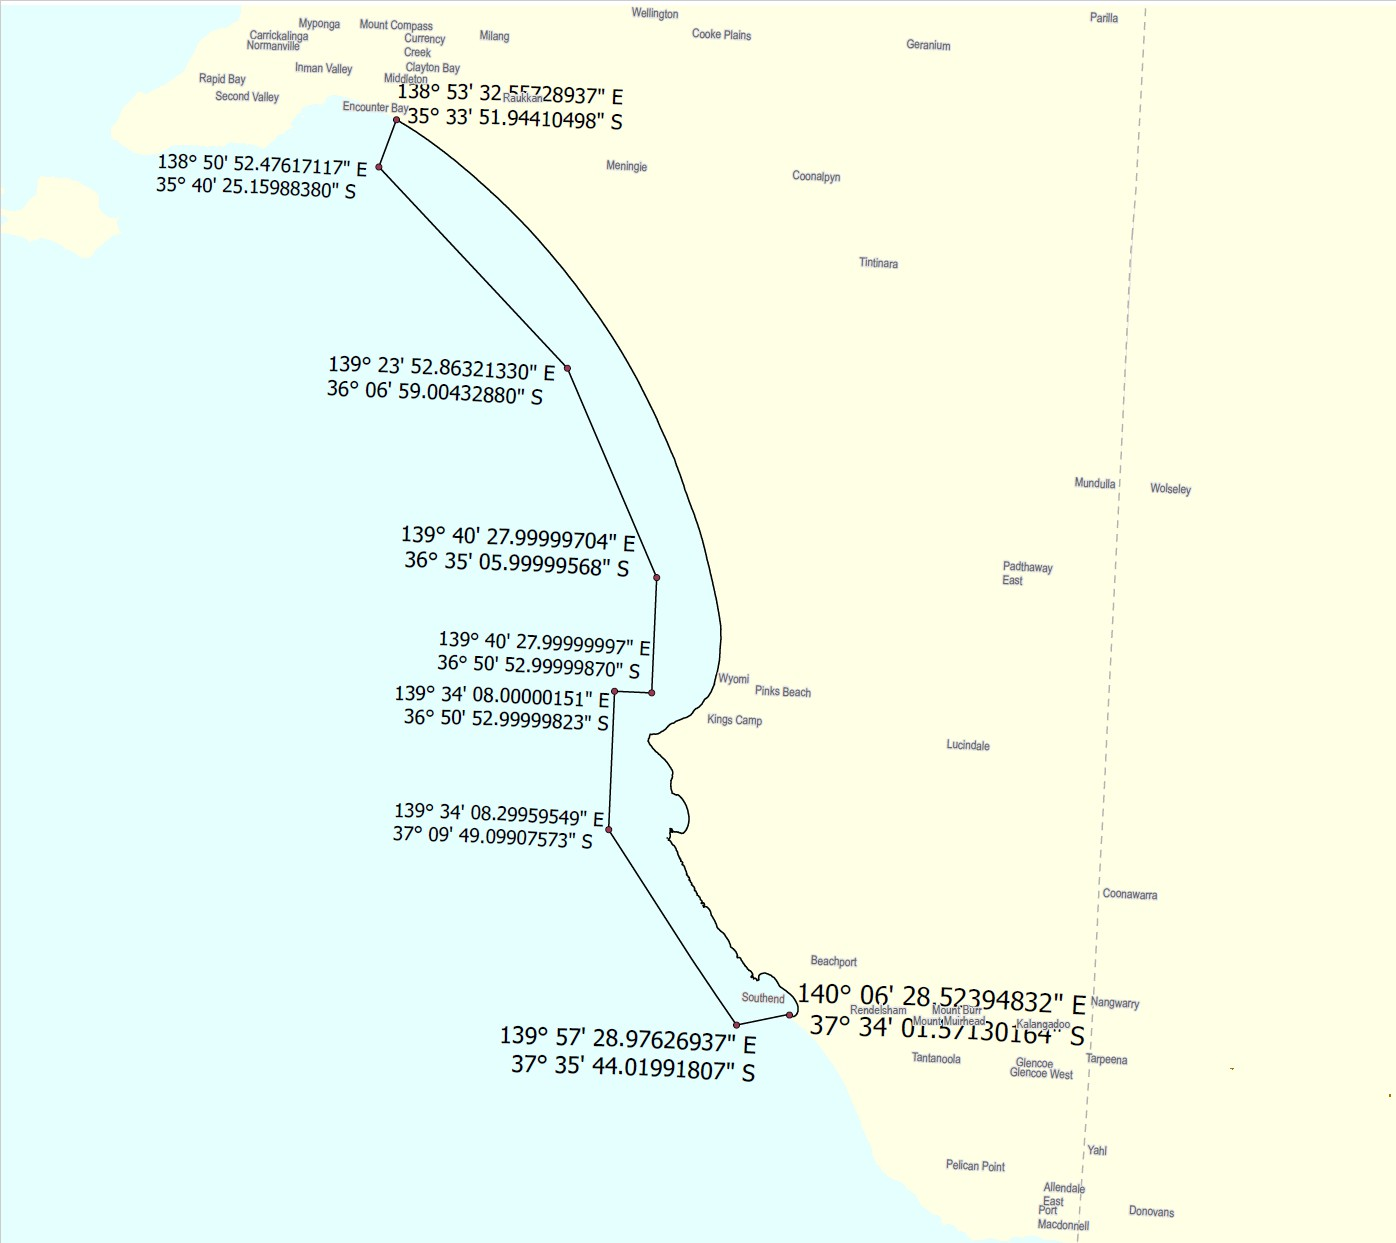 Wellington
Parilla
Myponga
Mount Compass
Carrickalinga
Currency
Creek
Milang
Cooke Plains
Geranium
Normanville
Inman Valley
Clayton Bay
Rapid Bay
Middleton
Second Valley
138° 53' 32.55728937" E
Raukkan
Encounter Bay
35° 33' 51.94410498" S
138° 50' 52.47617117" E
35° 40' 25.15988380" S
Meningie
Coonalpyn
Tintinara
139° 23' 52.86321330" E
36° 06' 59.00432880" S
Mundulla
Wolseley
139° 40' 27.99999704" E
36° 35' 05.99999568" S
Padthaway
East
139° 40' 27.99999997" E
36° 50' 52.99999870" S
139° 34' 08.00000151" E
36° 50' 52.99999823" S
Wyomi
Pinks Beach
Kings Camp
Lucindale
139° 34' 08.29959549" E
37° 09' 49.09907573" S
Coonawarra
Beachport
Southend
140° 06' 28.52394832" E
37° 34' 01.57130164" S
Nangwarry
Rendelsham
Mount Burr
Mount Muirhead
Kalangadoo
139° 57' 28.97626937" E
37° 35' 44.01991807" S
Tantanoola
Glencoe
Glencoe West
Tarpeena
Yahl
Pelican Point
Allendale
East
Port
Macdonnell
Donovans